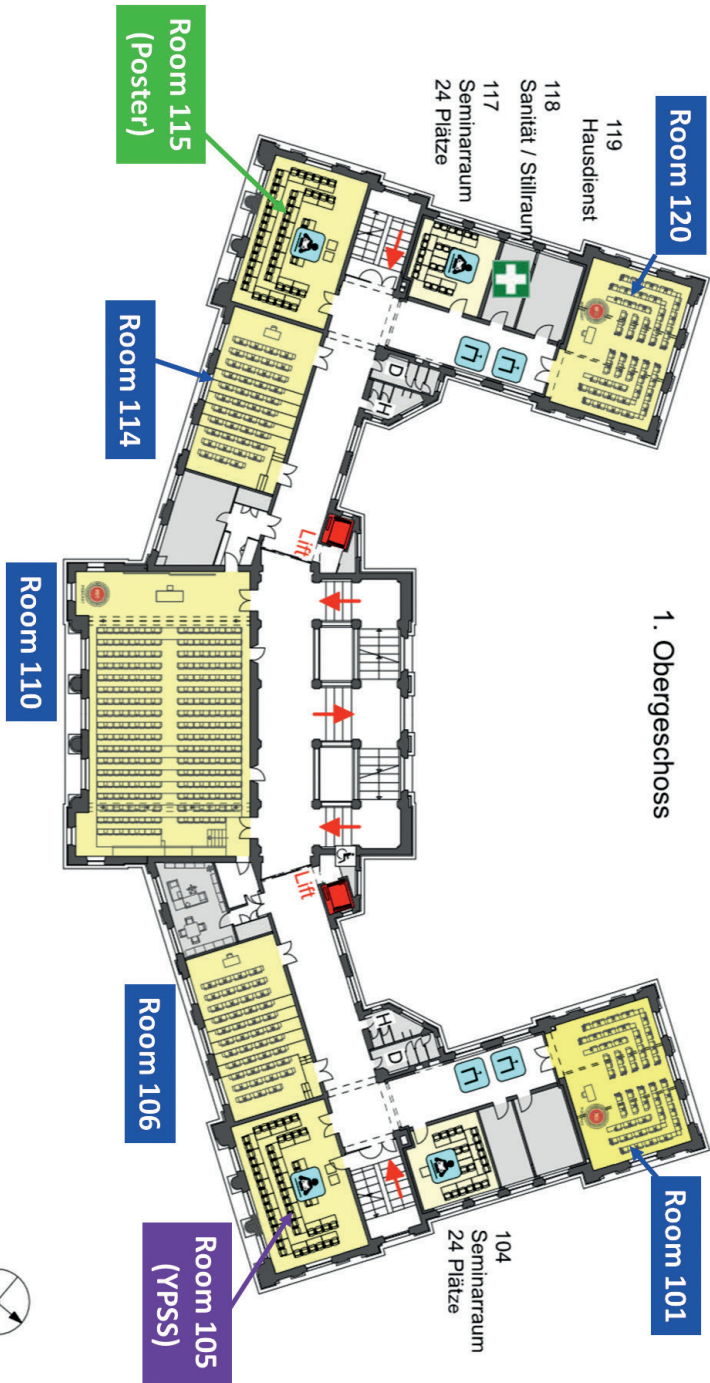 1. Obergeschoss
Room 120
119
Hausdienst
118
Sanität / Stillraum
117
Seminarraum
24 Plätze
Room 115
(Poster)
Room 114
D
H
Lift
Room 110
Lift
H
D
Room 106
Room 105
(YPSS)
104
Seminarraum
24 Plätze
Room 101